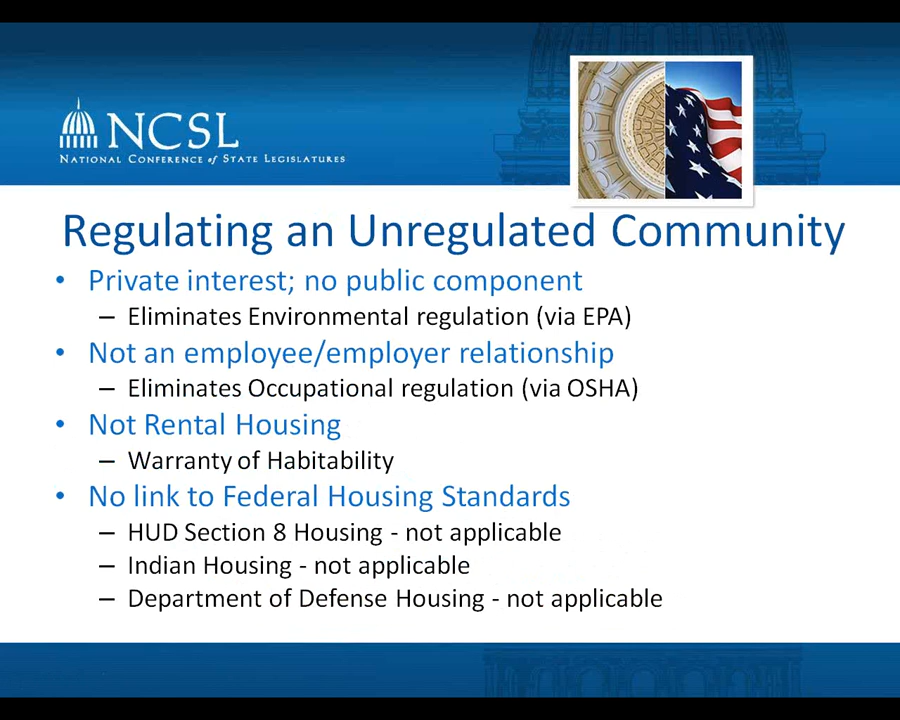 NCSL
NATIONAL CONFERENCE of STATE LEGISLATURES
Regulating an Unregulated Community
• Private interest; no public component
– Eliminates Environmental regulation (via EPA)
• Not an employee/employer relationship
– Eliminates Occupational regulation (via OSHA)
• Not Rental Housing
– Warranty of Habitability
• No link to Federal Housing Standards
– HUD Section 8 Housing - not applicable
– Indian Housing - not applicable
– Department of Defense Housing - not applicable